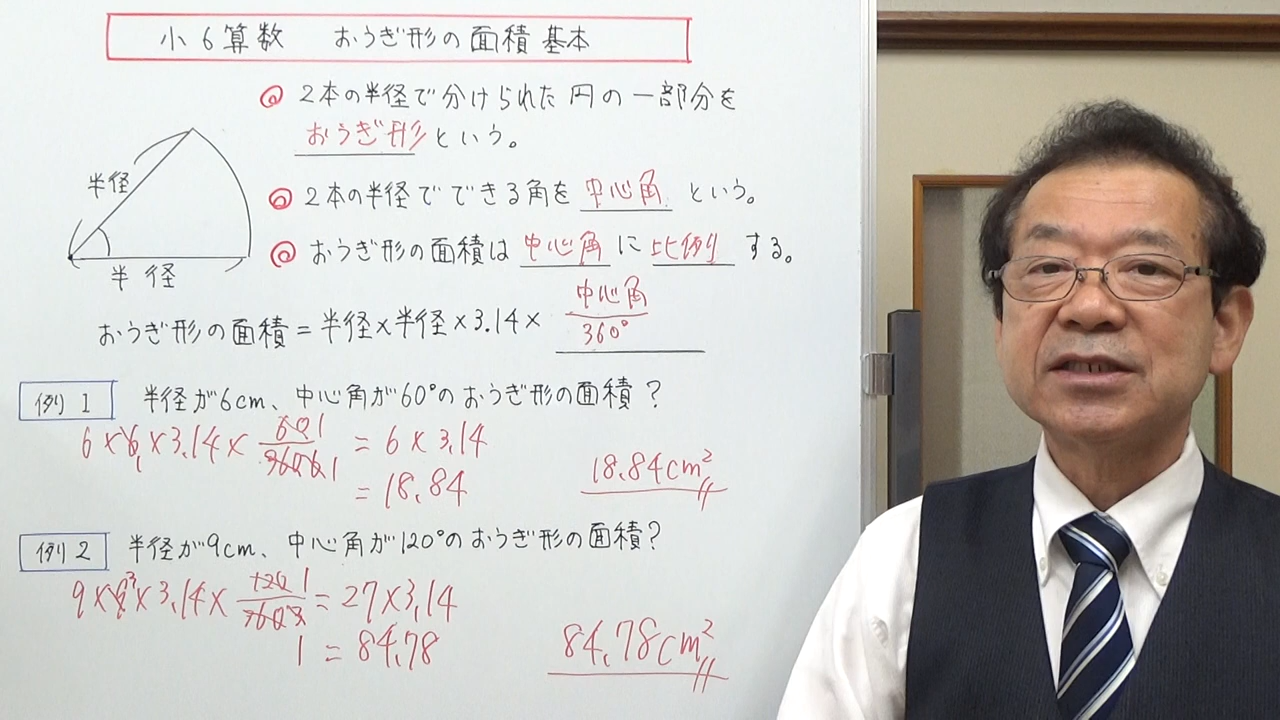 小6算数 おうぎ形の面積 基本
◎ 2本の半径で分けられた円の一部分を
おうぎ形という。
半径
半径
◎ 2本の半径でできる角を 中心角 という。
◎ おうぎ形の面積は 中心角 に 比例 する。
おうぎ形の面積=半径×半径×3.14× 中心角/360°
例1 半径が6cm、中心角が60°のおうぎ形の面積?
6×6 1×3.14×60 1/360 6 1 = 6×3.14
= 18.84
18.84cm²
例2 半径が9cm、中心角が120°のおうぎ形の面積?
9×9 3×3.14×120 1/360 3 1 = 27×3.14
= 84.78
84.78cm²